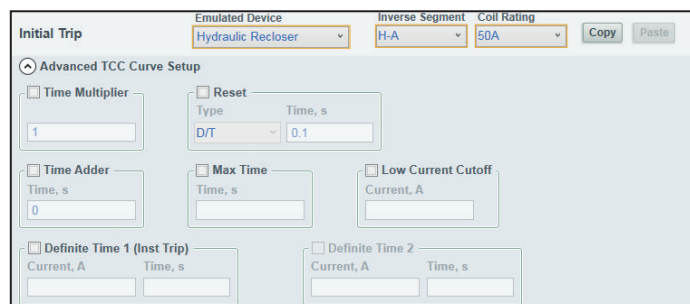 Emulated Device Inverse Segment Coil Rating
Initial Trip Hydraulic Recloser H-A 50A Copy Paste
Advanced TCC Curve Setup
Time Multiplier Reset
Type Time, s
1 D/T 0.1
Time Adder Max Time Low Current Cutoff
Time, s Time, s Current, A
0
Definite Time 1 (Inst Trip) Definite Time 2
Current, A Time, s Current, A Time, s